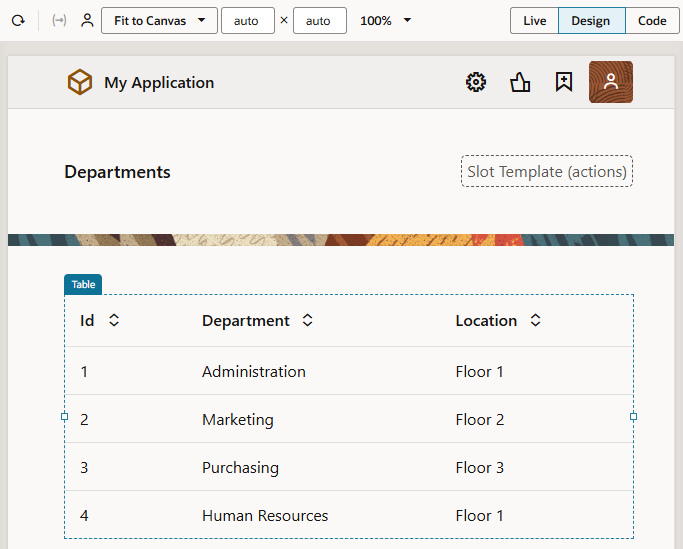 Fit to Canvas auto × auto 100% Live Design Code
My Application
Departments Slot Template (actions)
Table
Id Department Location
1 Administration Floor 1
2 Marketing Floor 2
3 Purchasing Floor 3
4 Human Resources Floor 1